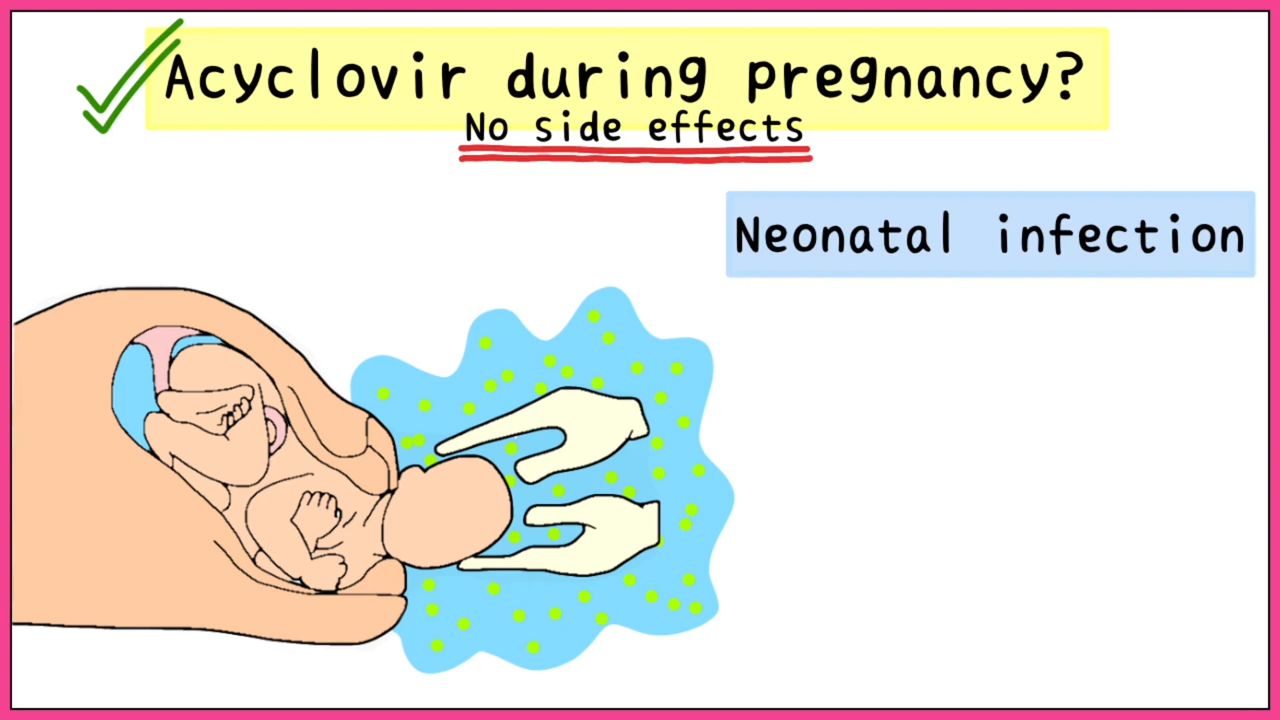 Acyclovir during pregnancy?
No side effects
Neonatal infection